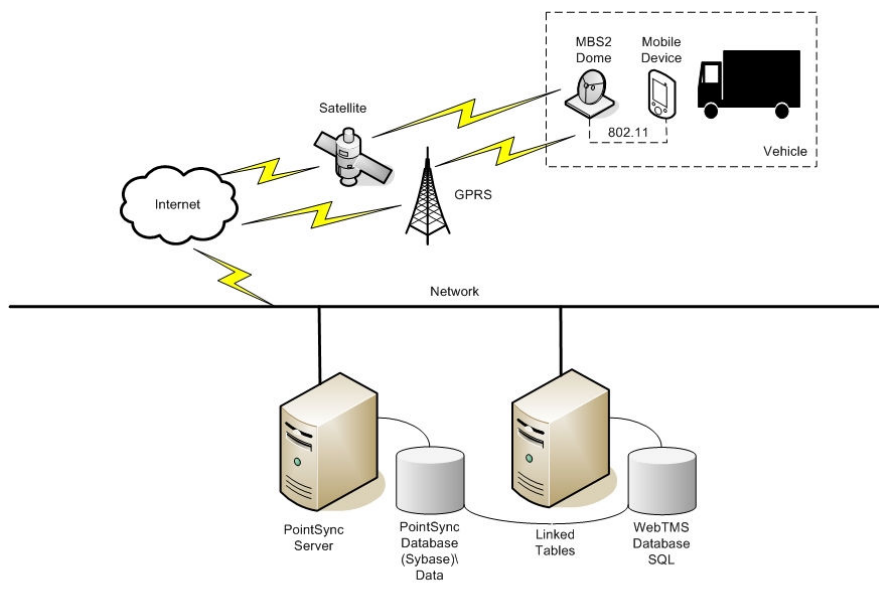 MBS2
Dome
Mobile
Device
Satellite
802.11
Vehicle
GPRS
Internet
Network
PointSync
Server
PointSync
Database
(Sybase)\
Data
Linked
Tables
WebTMS
Database
SQL